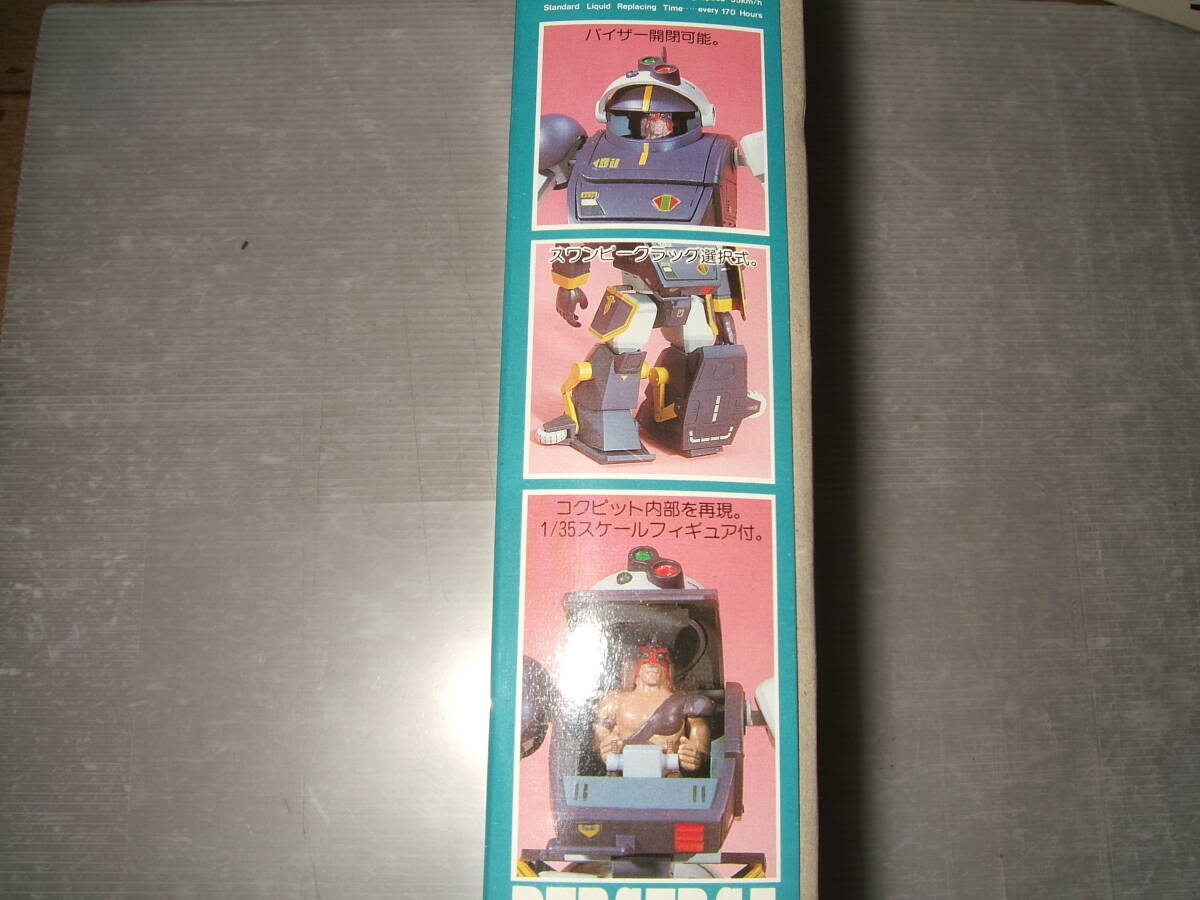 55km/h
Standard Liquid Replacing Time·····every 170 Hours
バイザー開閉可能。
スワンピークラッグ選択式。
コクピット内部を再現。
1/35スケールフィギュア付。